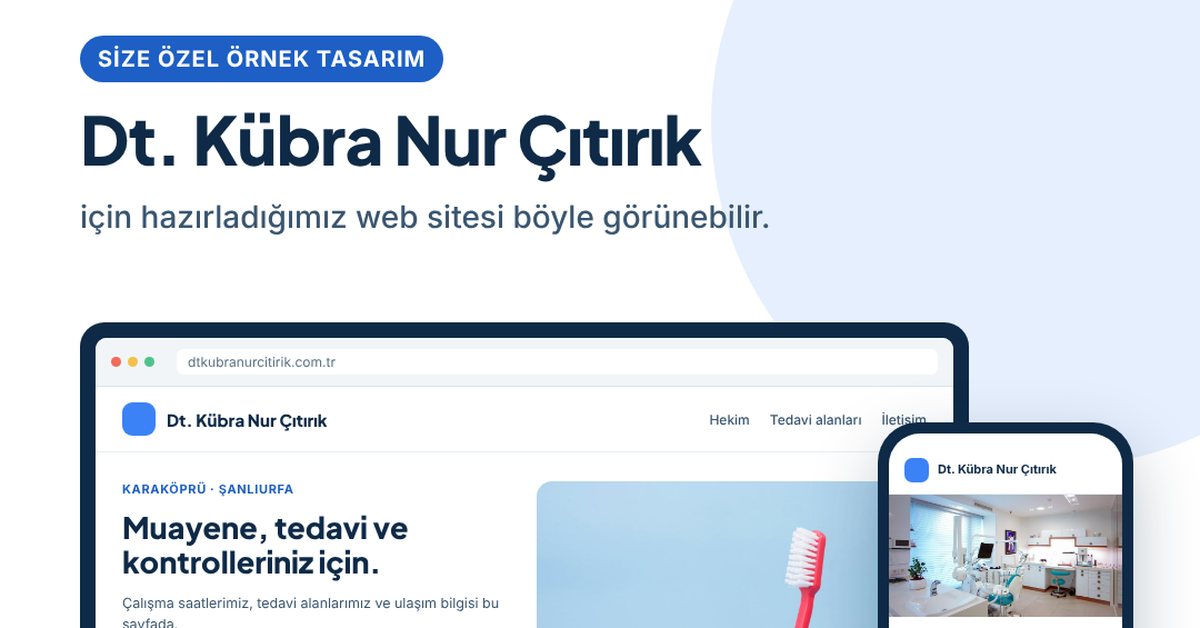 SİZE ÖZEL ÖRNEK TASARIM
Dt. Kübra Nur Çıtırık
için hazırladığımız web sitesi böyle görünebilir.
dtkubranurcitirik.com.tr
Dt. Kübra Nur Çıtırık
Hekim
Tedavi alanları
İletişim
Dt. Kübra Nur Çıtırık
KARAKÖPRÜ · ŞANLIURFA
Muayene, tedavi ve
kontrolleriniz için.
Çalışma saatlerimiz, tedavi alanlarımız ve ulaşım bilgisi bu
sayfada.